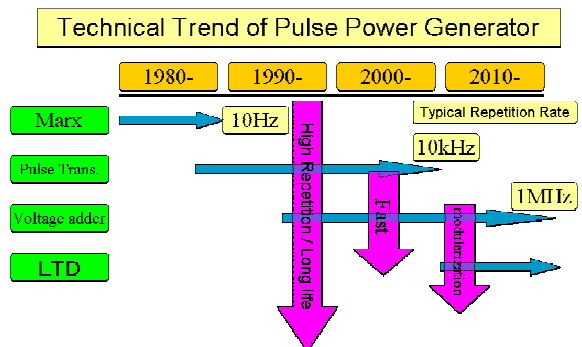 Technical Trend of Pulse Power Generator
1980-
1990-
2000-
2010-
Marx
10Hz
Typical Repetition Rate
Pulse Trans.
10kHz
Voltage adder
1MHz
LTD
High Repetition / Long life
Fast
modularization